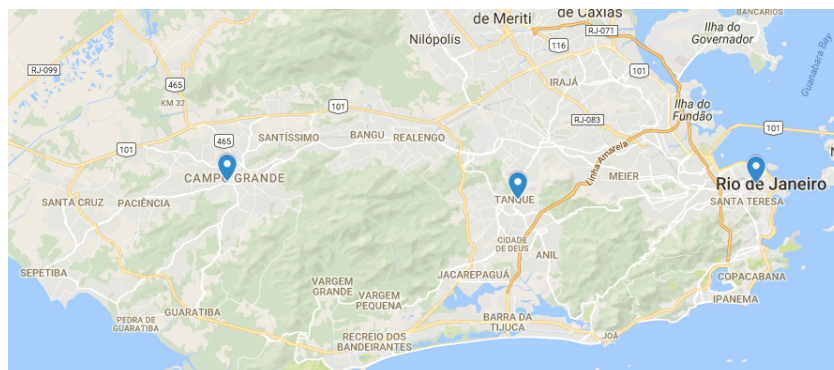 BANCÁRIOS
de Meriti
de Caxias
RJ-071
Ilha do
Governador
Nilópolis
116
RJ-099
101
Guanabara Bay
465
IRAJÁ
KM 32
101
Ilha do
Fundão
RJ-083
101
465
SANTÍSSIMO
BANGU
REALENGO
101
Linha Amarela
MEIER
CAMPO GRANDE
Rio de Janeiro
SANTA CRUZ
PACIÊNCIA
TANQUE
SANTA TERESA
CIDADE
DE DEUS
ANIL
SEPETIBA
JACAREPAGUÁ
COPACABANA
VARGEM
GRANDE
VARGEM
PEQUENA
IPANEMA
GUARATIBA
PEDRA DE
GUARATIBA
BARRA DA
TIJUCA
JOÁ
RECREIO DOS
BANDEIRANTES